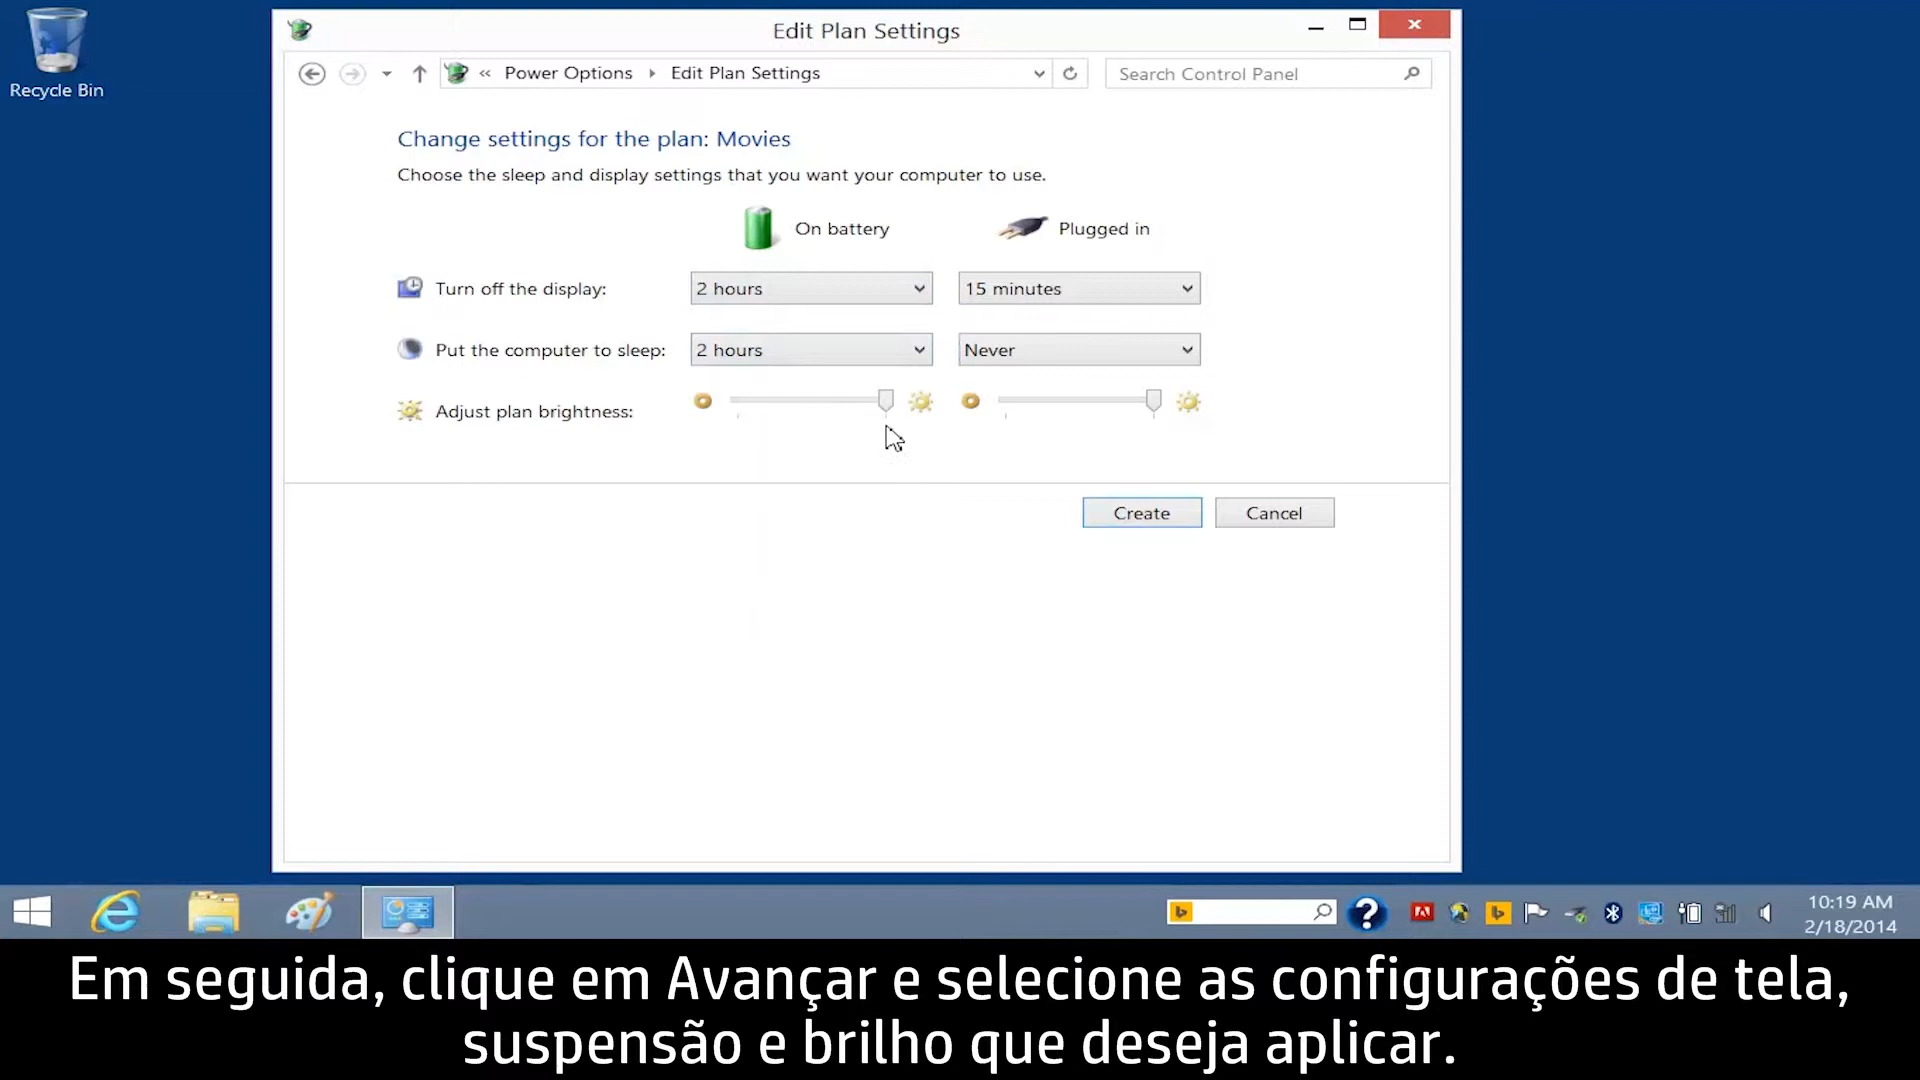 Recycle Bin
Edit Plan Settings
« Power Options Edit Plan Settings
Search Control Panel
Change settings for the plan: Movies
Choose the sleep and display settings that you want your computer to use.
On battery Plugged in
Turn off the display: 2 hours 15 minutes
Put the computer to sleep: 2 hours Never
Adjust plan brightness:
Create Cancel
10:19 AM
2/18/2014
Em seguida, clique em Avançar e selecione as configurações de tela,
suspensão e brilho que deseja aplicar.